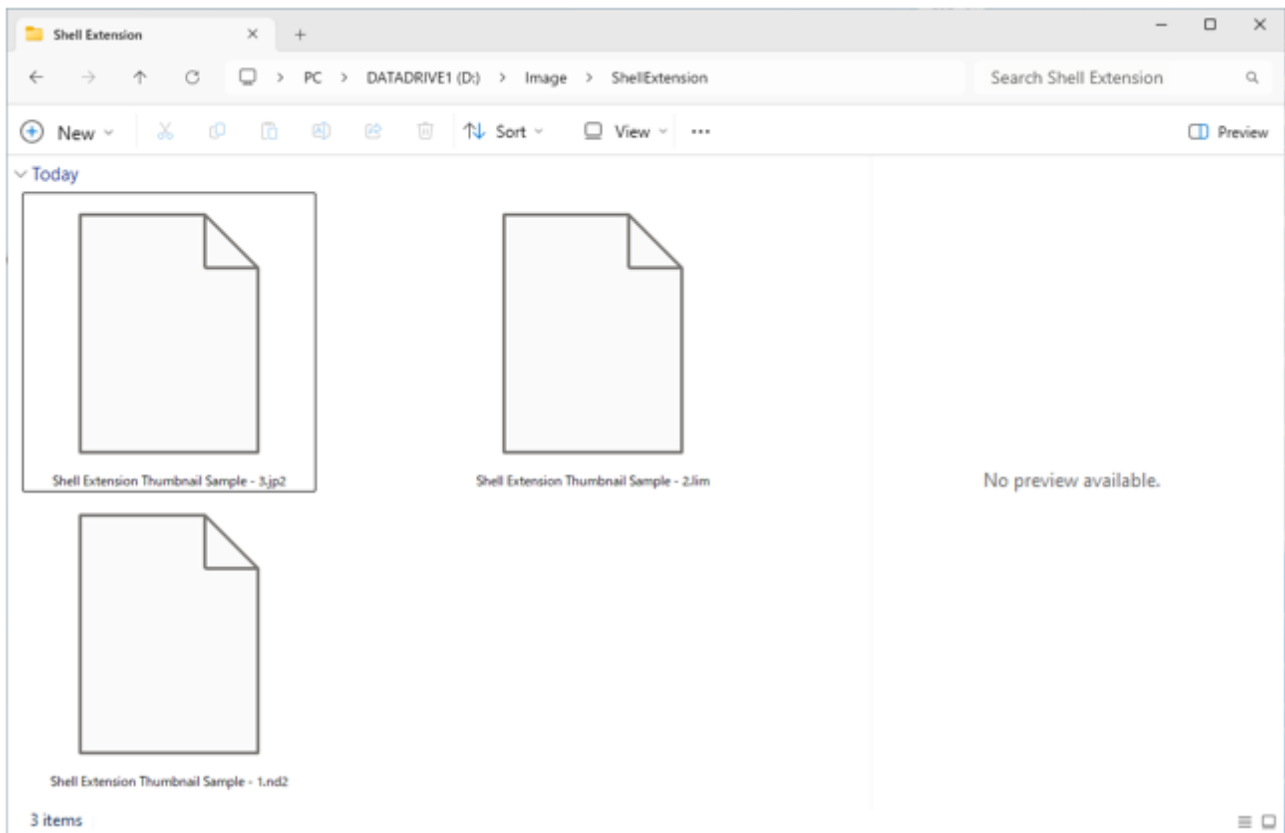 Shell Extension
PC > DATADRIVE1 (D:) > Image > ShellExtension
Search Shell Extension
New
Sort
View
Preview
Today
Shell Extension Thumbnail Sample - 3.jp2
Shell Extension Thumbnail Sample - 2.lim
No preview available.
Shell Extension Thumbnail Sample - 1.nd2
3 items